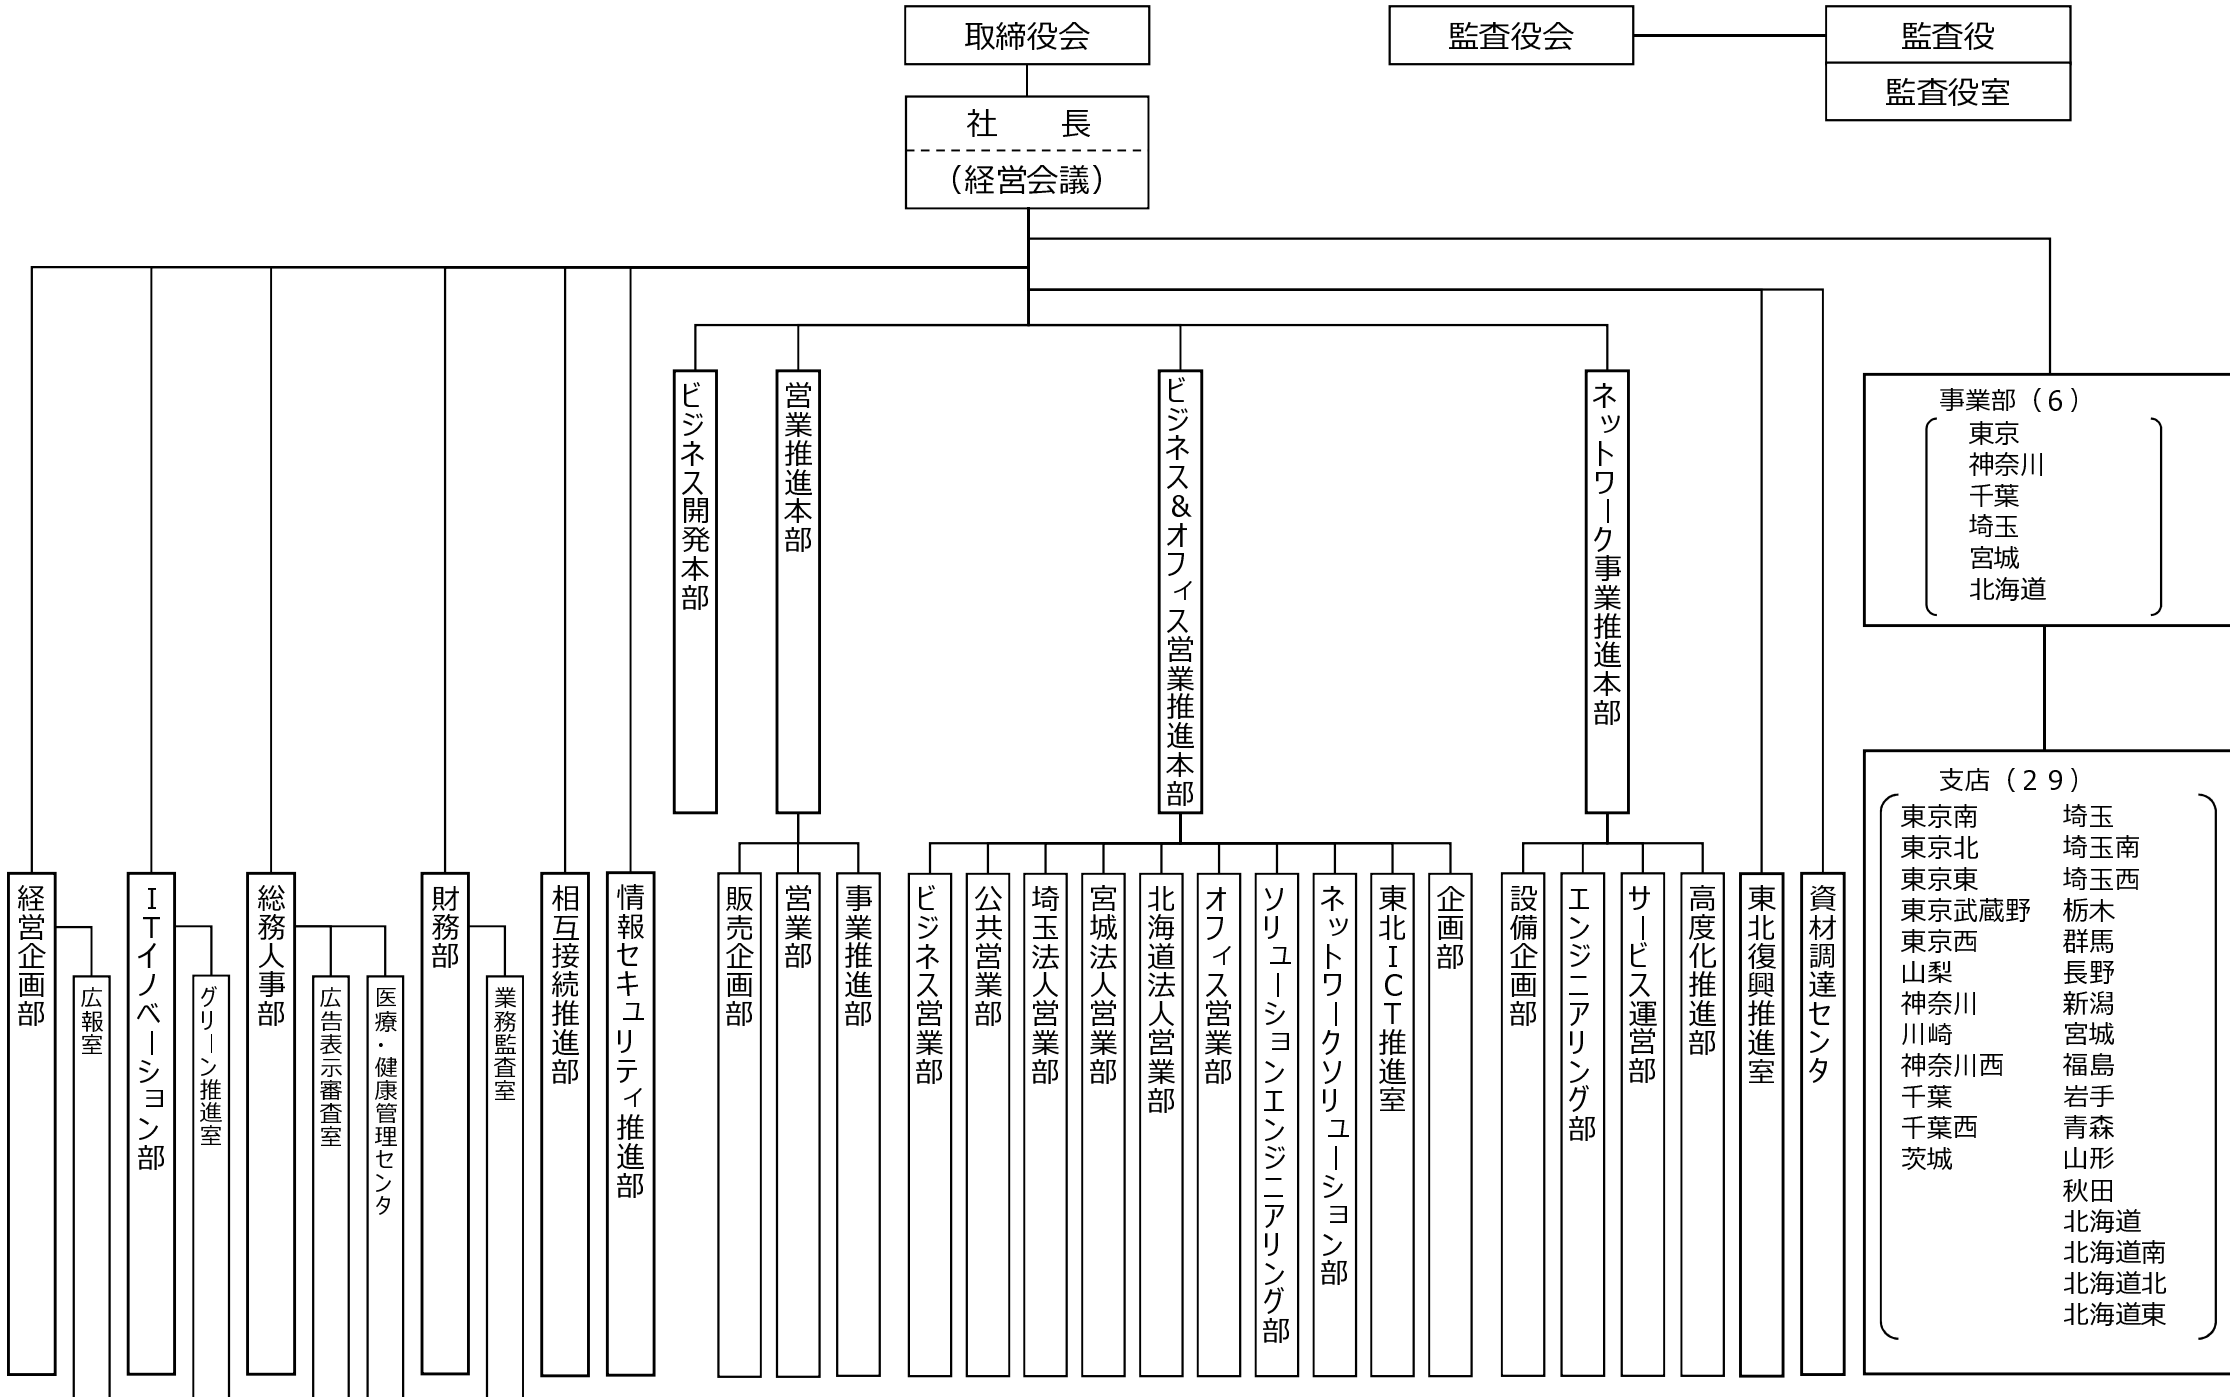 取締役会
監査役会
監査役
監査役室
社　　長
（経営会議）
ビジネス開発本部
営業推進本部
ビジネス＆オフィス営業推進本部
ネットワーク事業推進本部
事業部（６）
東京
神奈川
千葉
埼玉
宮城
北海道
経営企画部
広報室
ＩＴイノベーション部
グリーン推進室
総務人事部
広告表示審査室
医療・健康管理センタ
財務部
業務監査室
相互接続推進部
情報セキュリティ推進部
販売企画部
営業部
事業推進部
ビジネス営業部
公共営業部
埼玉法人営業部
宮城法人営業部
北海道法人営業部
オフィス営業部
ソリューションエンジニアリング部
ネットワークソリューション部
東北ＩＣＴ推進室
企画部
設備企画部
エンジニアリング部
サービス運営部
高度化推進部
東北復興推進室
資材調達センタ
支店（２９）
東京南
東京北
東京東
東京武蔵野
東京西
山梨
神奈川
川崎
神奈川西
千葉
千葉西
茨城
埼玉
埼玉南
埼玉西
栃木
群馬
長野
新潟
宮城
福島
岩手
青森
山形
秋田
北海道
北海道南
北海道北
北海道東